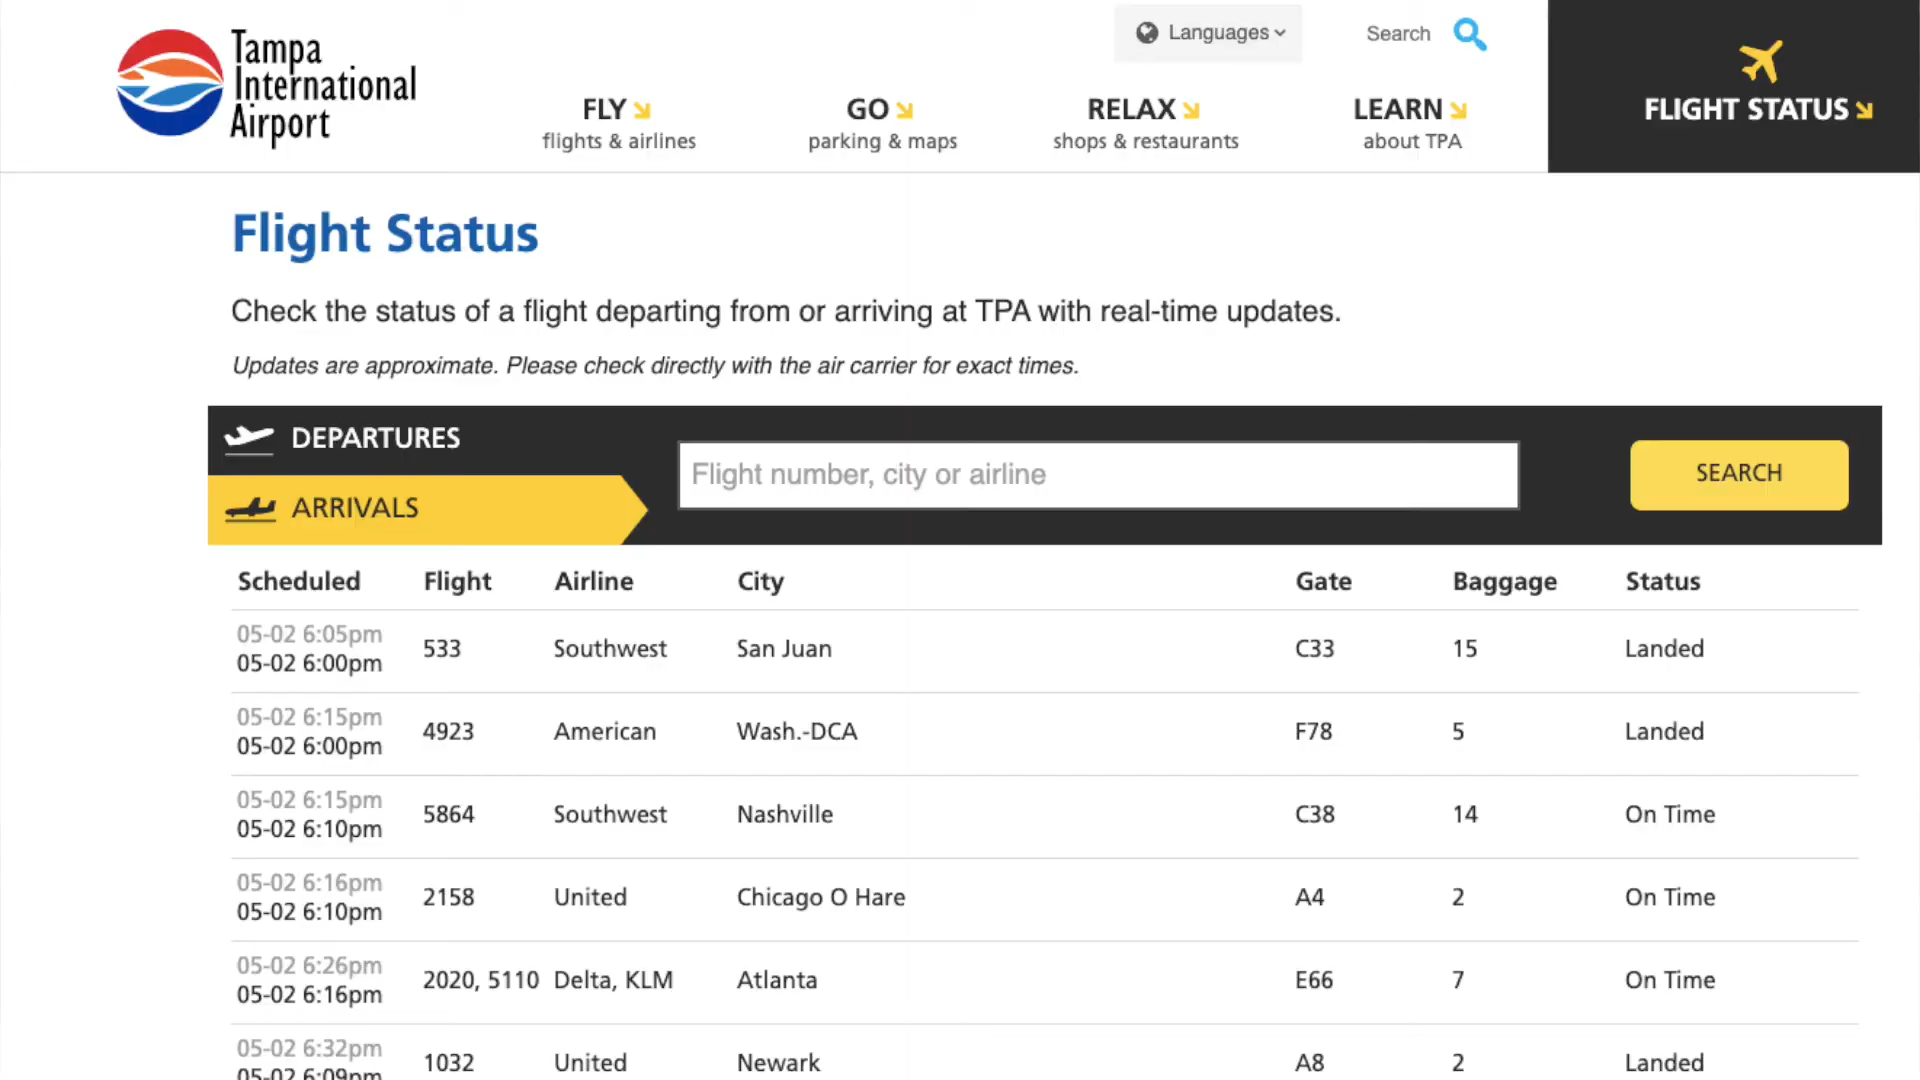 Tampa
International
Airport
Languages
Search
FLY
flights & airlines
GO
parking & maps
RELAX
shops & restaurants
LEARN
about TPA
FLIGHT STATUS
Flight Status
Check the status of a flight departing from or arriving at TPA with real-time updates.
Updates are approximate. Please check directly with the air carrier for exact times.
DEPARTURES
ARRIVALS
Flight number, city or airline
SEARCH
Scheduled Flight Airline City Gate Baggage Status
05-02 6:05pm
05-02 6:00pm 533 Southwest San Juan C33 15 Landed
05-02 6:15pm
05-02 6:00pm 4923 American Wash.-DCA F78 5 Landed
05-02 6:15pm
05-02 6:10pm 5864 Southwest Nashville C38 14 On Time
05-02 6:16pm
05-02 6:10pm 2158 United Chicago O Hare A4 2 On Time
05-02 6:26pm
05-02 6:16pm 2020, 5110 Delta, KLM Atlanta E66 7 On Time
05-02 6:32pm
05-02 6:09pm 1032 United Newark A8 2 Landed